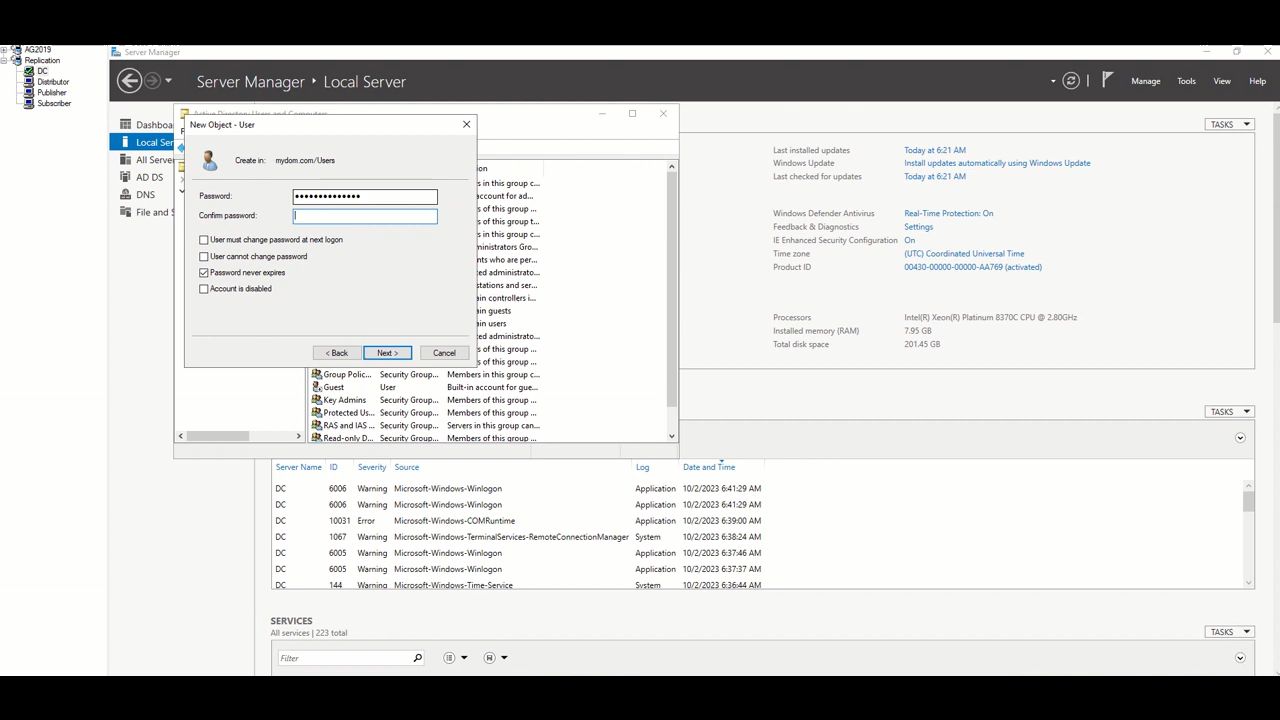 AG2019
Replication
DC
Distributor
Publisher
Subscriber
Server Manager
Server Manager • Local Server
Manage Tools View Help
Dashboa
Local Ser
All Serve
AD DS
DNS
File and S
Active Directory Users and Computers
New Object - User
Create in: mydom.com/Users
Password: ••••••••••••••
Confirm password:
User must change password at next logon
User cannot change password
Password never expires
Account is disabled
< Back Next > Cancel
tion
rs in this group c...
account for ad...
rs of this group ...
rs of this group t...
rs in this group c...
dministrators Gro...
nts who are per...
ed administrato...
stations and ser...
ain controllers i...
ain guests
ain users
ed administrato...
rs of this group ...
rs of this group ...
Group Polic... Security Group... Members in this group c...
Guest User Built-in account for gue...
Key Admins Security Group... Members of this group ...
Protected Us... Security Group... Members of this group ...
RAS and IAS ... Security Group... Servers in this group can...
Read-only D... Security Group... Members of this group ...
TASKS
Last installed updates Today at 6:21 AM
Windows Update Install updates automatically using Windows Update
Last checked for updates Today at 6:21 AM
Windows Defender Antivirus Real-Time Protection: On
Feedback & Diagnostics Settings
IE Enhanced Security Configuration On
Time zone (UTC) Coordinated Universal Time
Product ID 00430-00000-00000-AA769 (activated)
Processors Intel(R) Xeon(R) Platinum 8370C CPU @ 2.80GHz
Installed memory (RAM) 7.95 GB
Total disk space 201.45 GB
TASKS
Server Name ID Severity Source Log Date and Time
DC 6006 Warning Microsoft-Windows-Winlogon Application 10/2/2023 6:41:29 AM
DC 6006 Warning Microsoft-Windows-Winlogon Application 10/2/2023 6:41:29 AM
DC 10031 Error Microsoft-Windows-COMRuntime Application 10/2/2023 6:39:00 AM
DC 1067 Warning Microsoft-Windows-TerminalServices-RemoteConnectionManager System 10/2/2023 6:38:24 AM
DC 6005 Warning Microsoft-Windows-Winlogon Application 10/2/2023 6:37:46 AM
DC 6005 Warning Microsoft-Windows-Winlogon Application 10/2/2023 6:37:37 AM
DC 144 Warning Microsoft-Windows-Time-Service System 10/2/2023 6:36:44 AM
SERVICES
All services | 223 total
TASKS
Filter